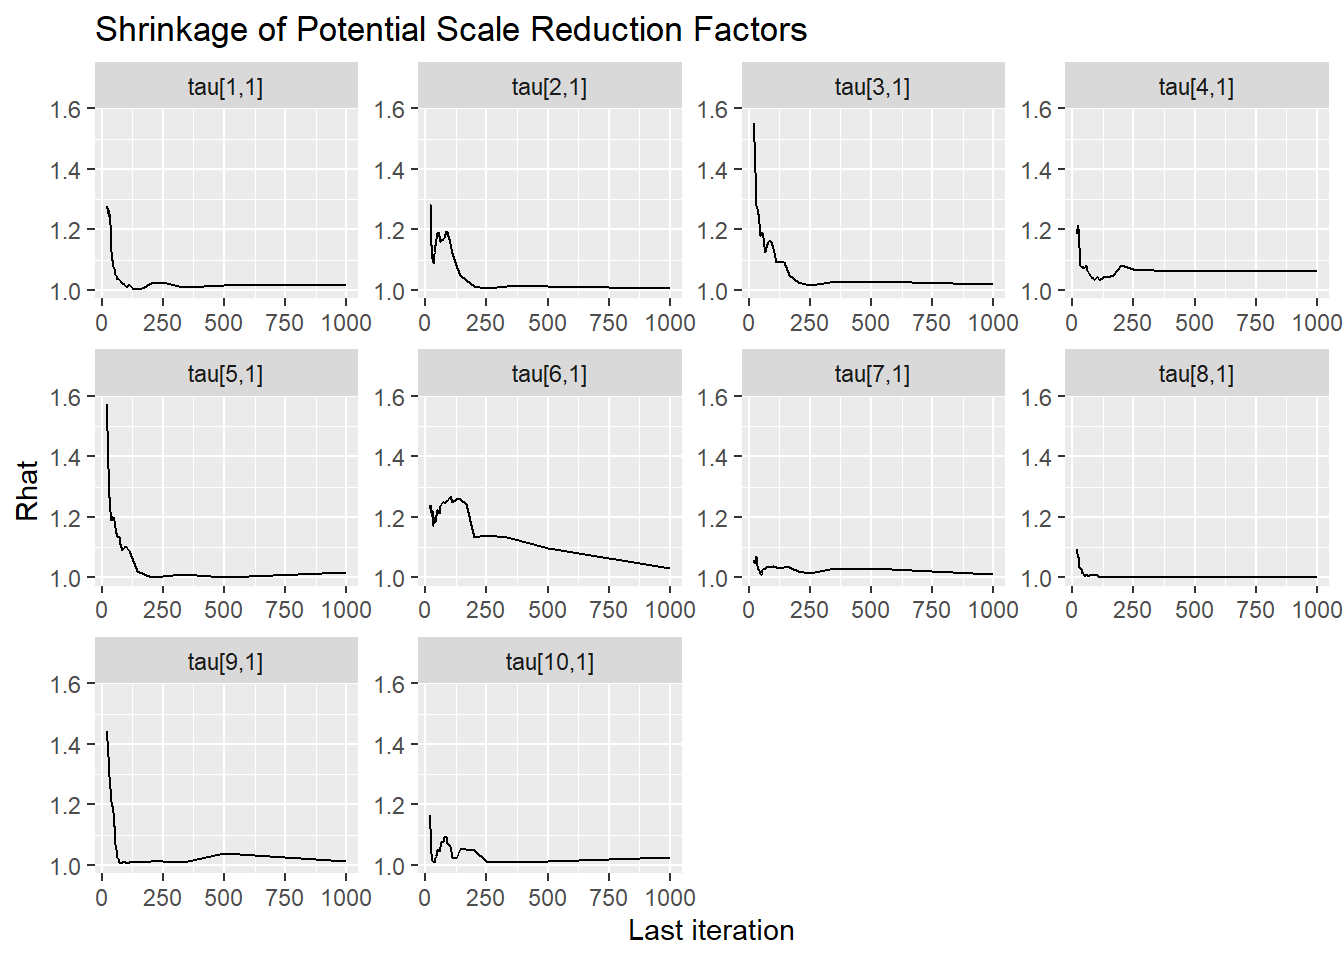 Shrinkage of Potential Scale Reduction Factors
tau[1,1] tau[2,1] tau[3,1] tau[4,1]
1.6 1.6 1.6 1.6
1.4 1.4 1.4 1.4
1.2 1.2 1.2 1.2
1.0 1.0 1.0 1.0
0 250 500 750 1000 0 250 500 750 1000 0 250 500 750 1000 0 250 500 750 1000
tau[5,1] tau[6,1] tau[7,1] tau[8,1]
1.6 1.6 1.6 1.6
1.4 1.4 1.4 1.4
Rhat
1.2 1.2 1.2 1.2
1.0 1.0 1.0 1.0
0 250 500 750 1000 0 250 500 750 1000 0 250 500 750 1000 0 250 500 750 1000
tau[9,1] tau[10,1]
1.6 1.6
1.4 1.4
1.2 1.2
1.0 1.0
0 250 500 750 1000 0 250 500 750 1000
Last iteration